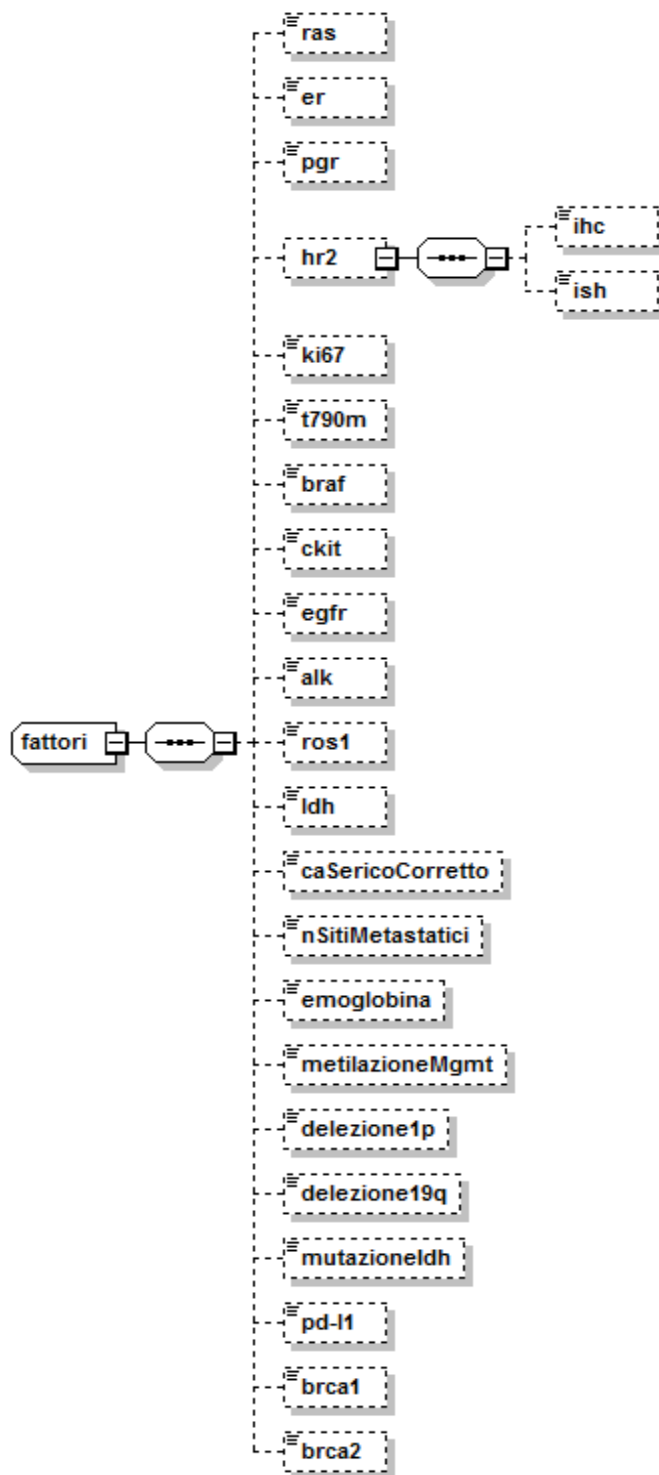 ras
er
pgr
hr2
ihc
ish
ki67
t790m
braf
ckit
egfr
alk
fattori
ros1
ldh
caSericoCorretto
nSitiMetastatici
emoglobina
metilazioneMgmt
delezione1p
delezione19q
mutazioneIdh
pd-l1
brca1
brca2